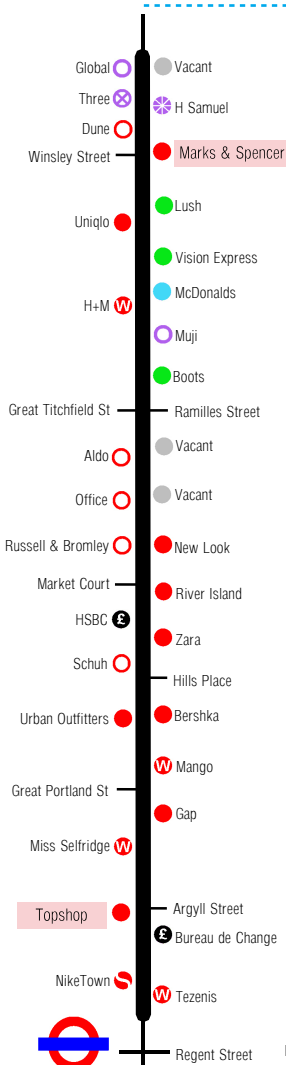 Global
Vacant
Three
H Samuel
Dune
Winsley Street
Marks & Spencer
Lush
Uniqlo
Vision Express
McDonalds
H+M
W
Muji
Boots
Great Titchfield St
Ramilles Street
Vacant
Aldo
Vacant
Office
Russell & Bromley
New Look
Market Court
River Island
HSBC
£
Zara
Schuh
Hills Place
Urban Outfitters
Bershka
W
Mango
Great Portland St
Gap
Miss Selfridge
W
Topshop
Argyll Street
£
Bureau de Change
NikeTown
S
W
Tezenis
Regent Street